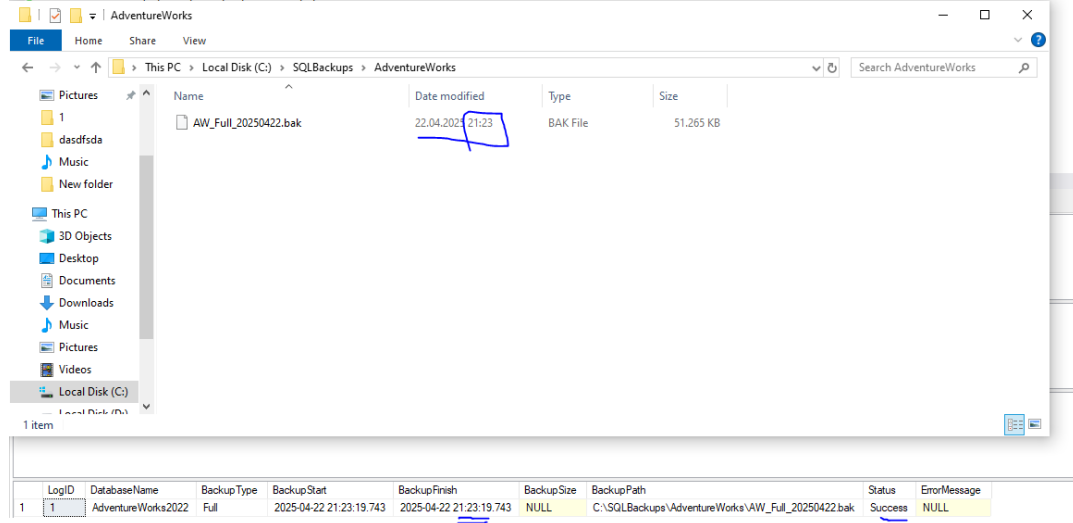 AdventureWorks
File Home Share View
This PC Local Disk (C:) SQLBackups AdventureWorks
Search AdventureWorks
Pictures
1
dasdfsda
Music
New folder
This PC
3D Objects
Desktop
Documents
Downloads
Music
Pictures
Videos
Local Disk (C:)
Local Disk (D:)
Name Date modified Type Size
AW_Full_20250422.bak 22.04.2025 21:23 BAK File 51.265 KB
1 item
LogID DatabaseName BackupType BackupStart BackupFinish BackupSize BackupPath Status ErrorMessage
1 1 AdventureWorks2022 Full 2025-04-22 21:23:19.743 2025-04-22 21:23:19.743 NULL C:\SQLBackups\AdventureWorks\AW_Full_20250422.bak Success NULL